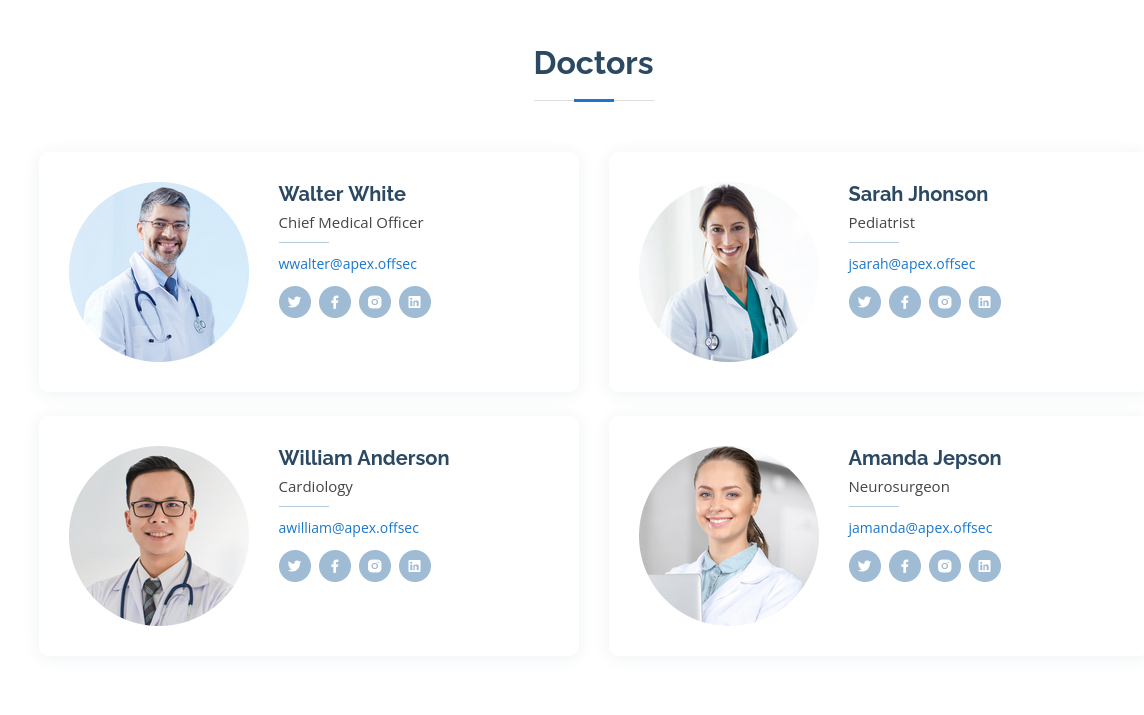 Doctors
Walter White
Chief Medical Officer
wwalter@apex.offsec
Sarah Jhonson
Pediatrist
jsarah@apex.offsec
William Anderson
Cardiology
awilliam@apex.offsec
Amanda Jepson
Neurosurgeon
jamanda@apex.offsec